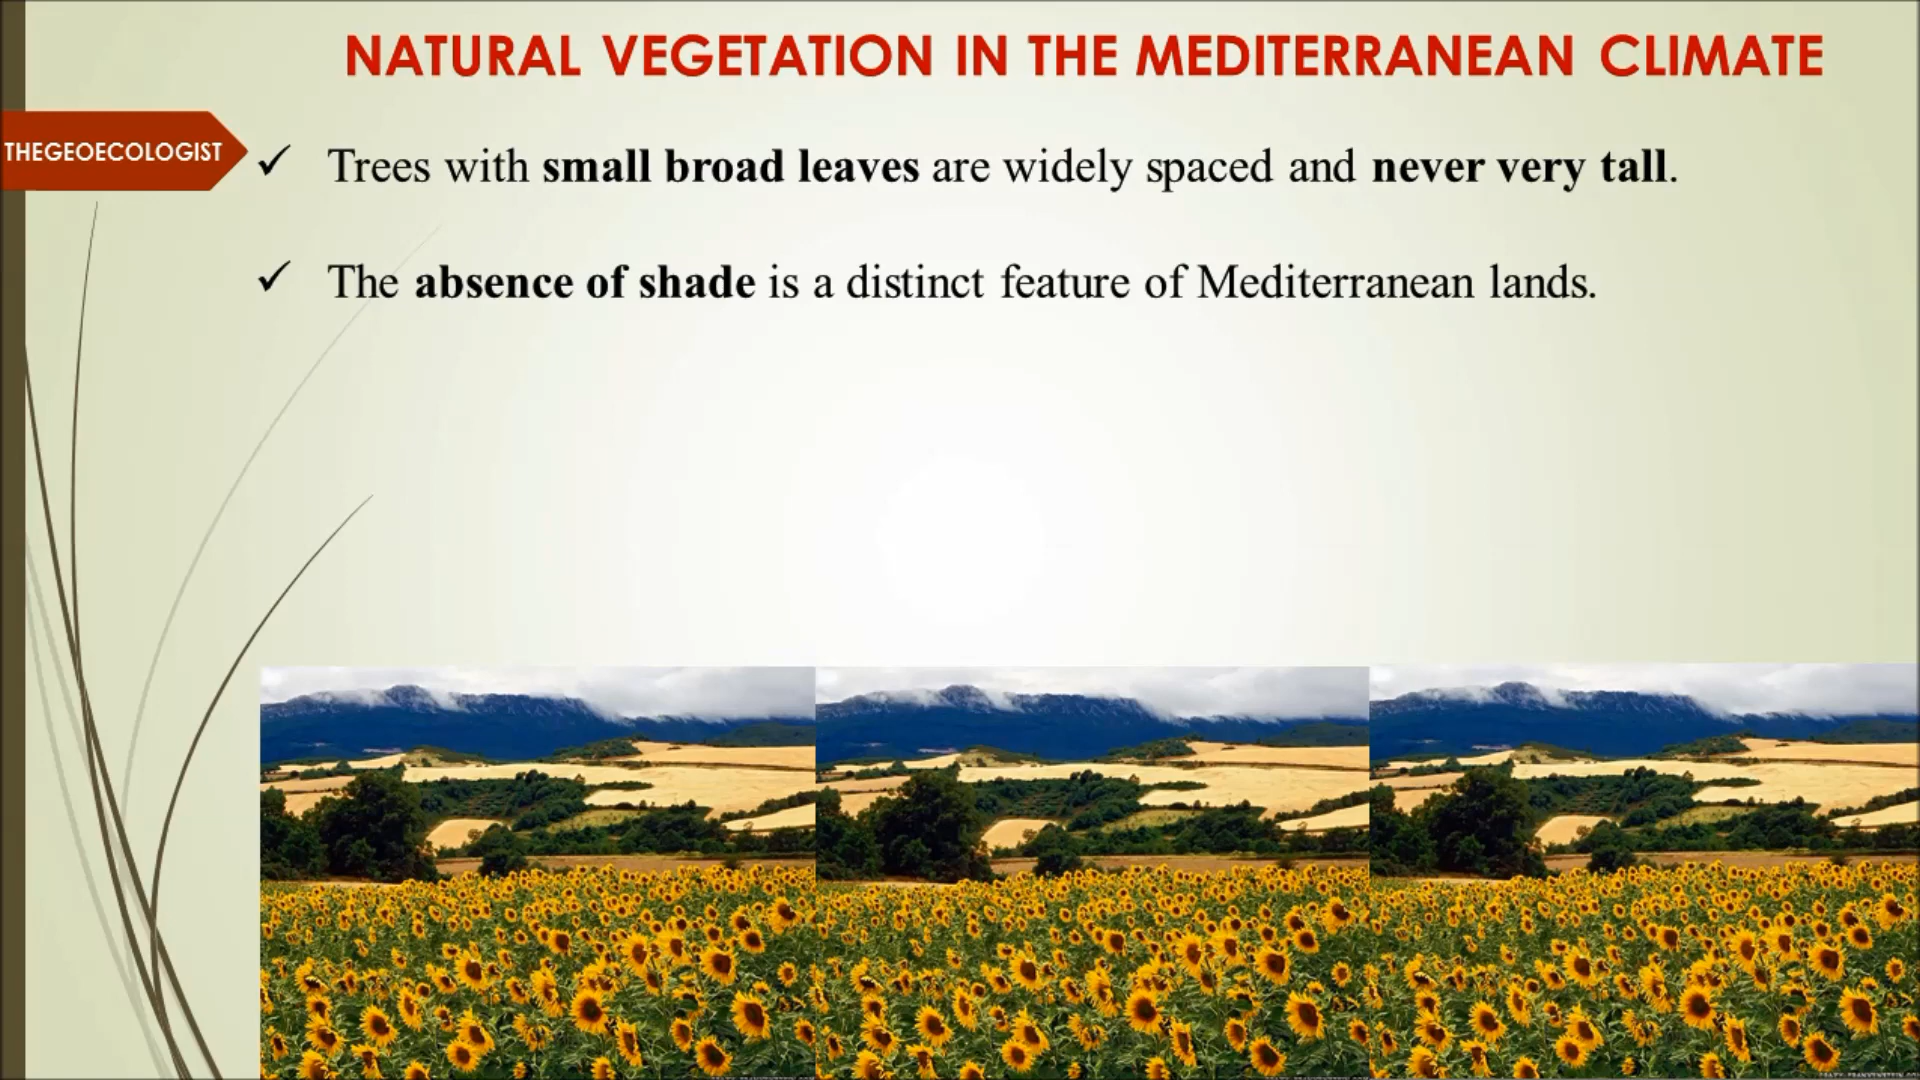 NATURAL VEGETATION IN THE MEDITERRANEAN CLIMATE
THEGEOECOLOGIST
✓ Trees with small broad leaves are widely spaced and never very tall.
✓ The absence of shade is a distinct feature of Mediterranean lands.